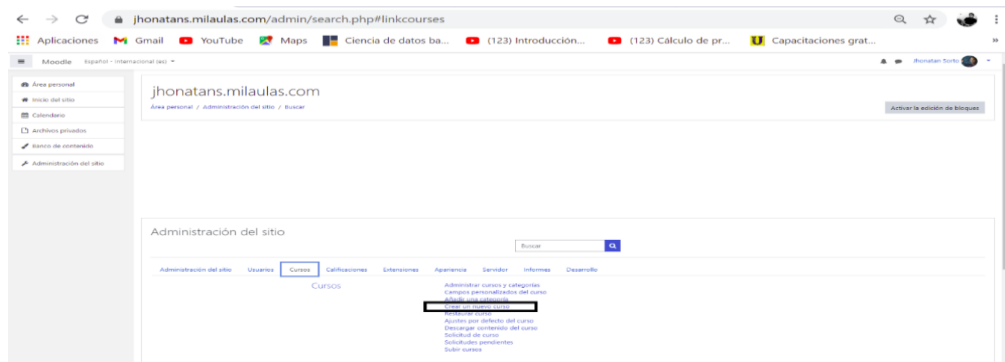 jhonatans.milaulas.com/admin/search.php#linkcourses
Aplicaciones Gmail YouTube Maps Ciencia de datos ba... (123) Introducción... (123) Cálculo de pr... Capacitaciones grat... »
Moodle Español - Internacional (es) Jhonatan Sorto
Área personal
Inicio del sitio
Calendario
Archivos privados
Banco de contenido
Administración del sitio
jhonatans.milaulas.com
Área personal / Administración del sitio / Buscar
Activar la edición de bloques
Administración del sitio
Buscar
Administración del sitio Usuarios Cursos Calificaciones Extensiones Apariencia Servidor Informes Desarrollo
Cursos
Administrar cursos y categorías
Campos personalizados del curso
Añade una categoría
Crear un nuevo curso
Restaurar curso
Ajustes por defecto del curso
Descargar contenido del curso
Solicitud de curso
Solicitudes pendientes
Subir cursos